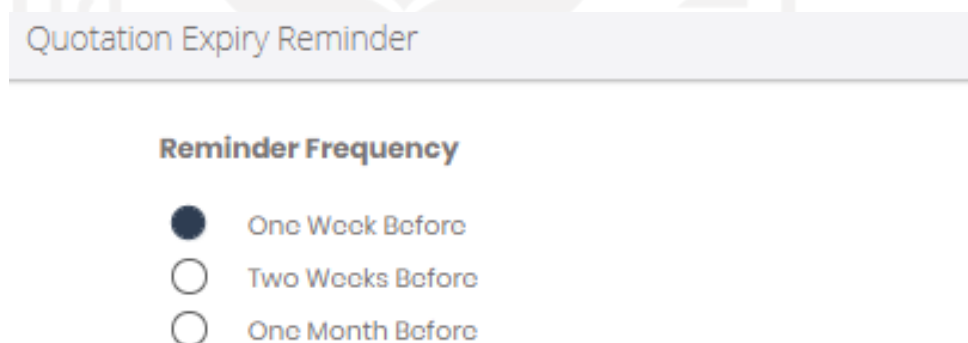 Quotation Expiry Reminder
Reminder Frequency
One Week Before
Two Weeks Before
One Month Before